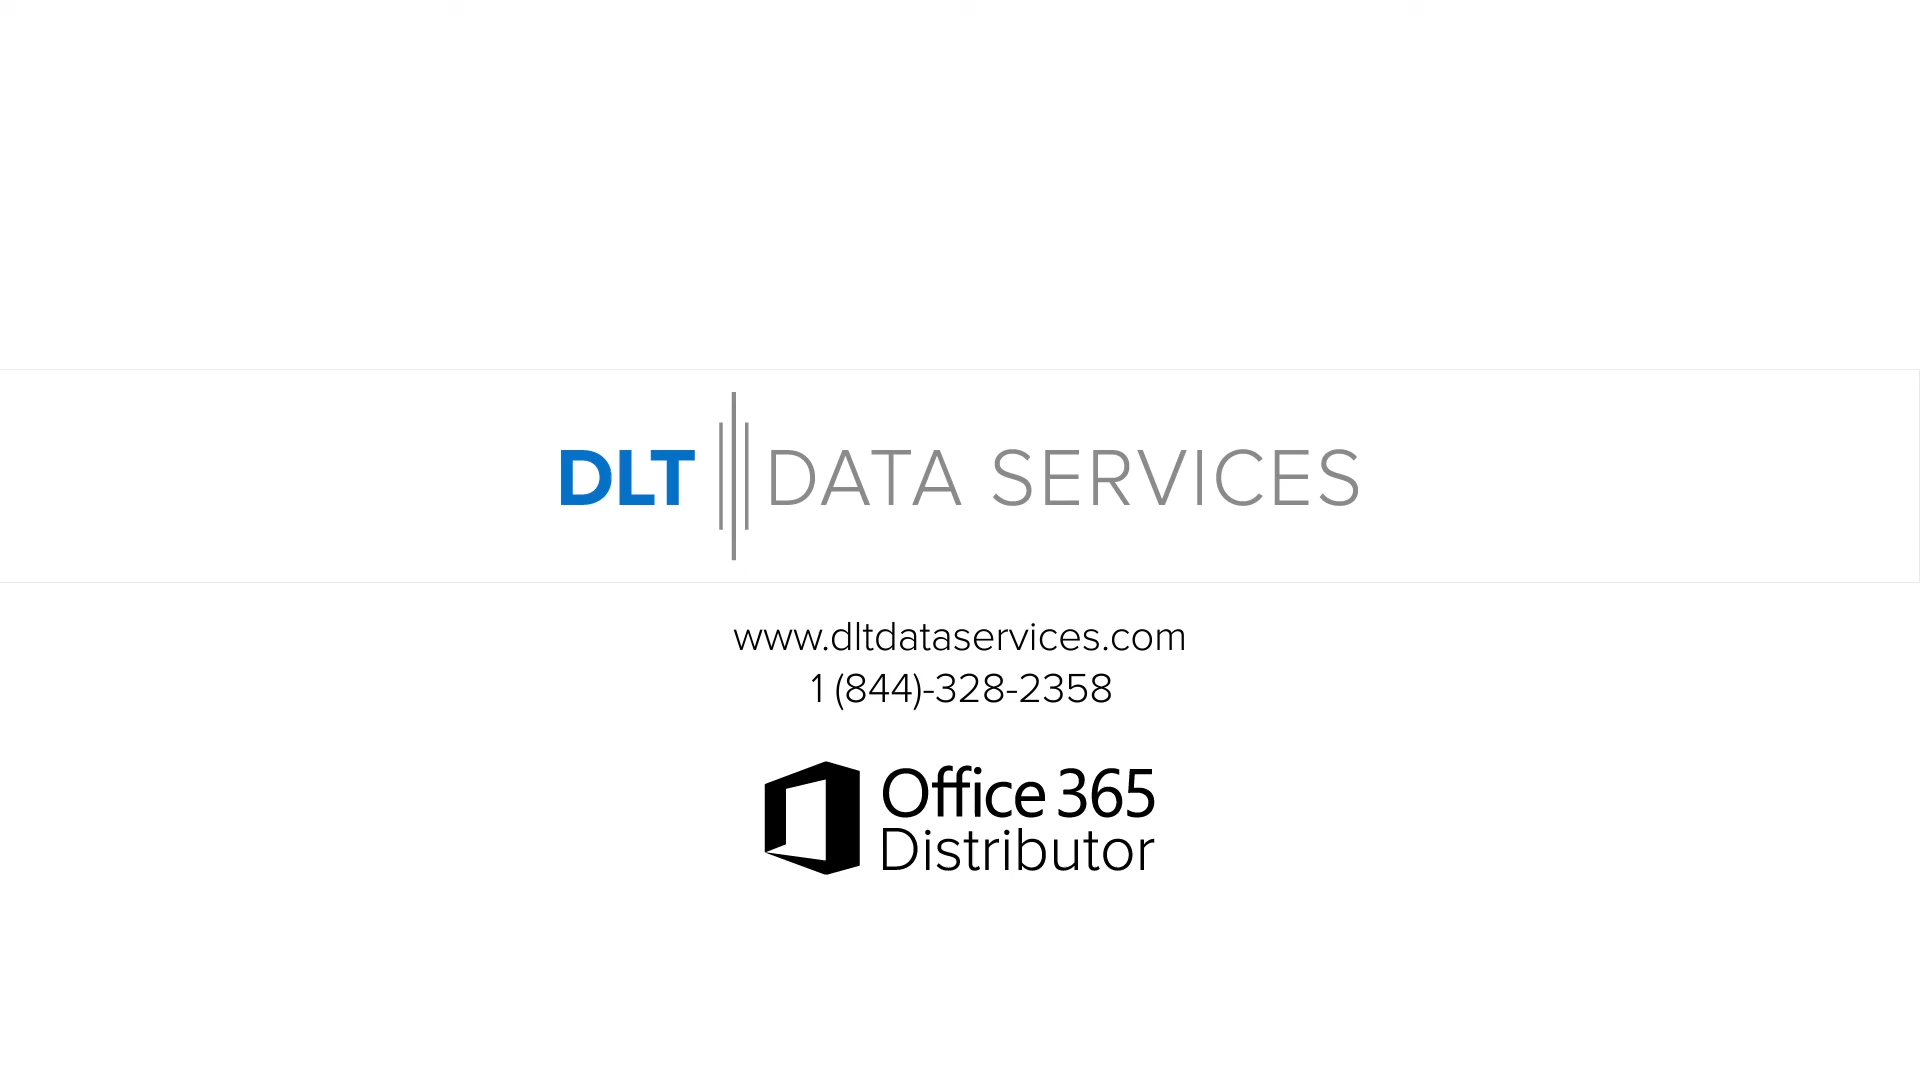 DLT DATA SERVICES
www.dltdataservices.com
1 (844)-328-2358
Office 365
Distributor